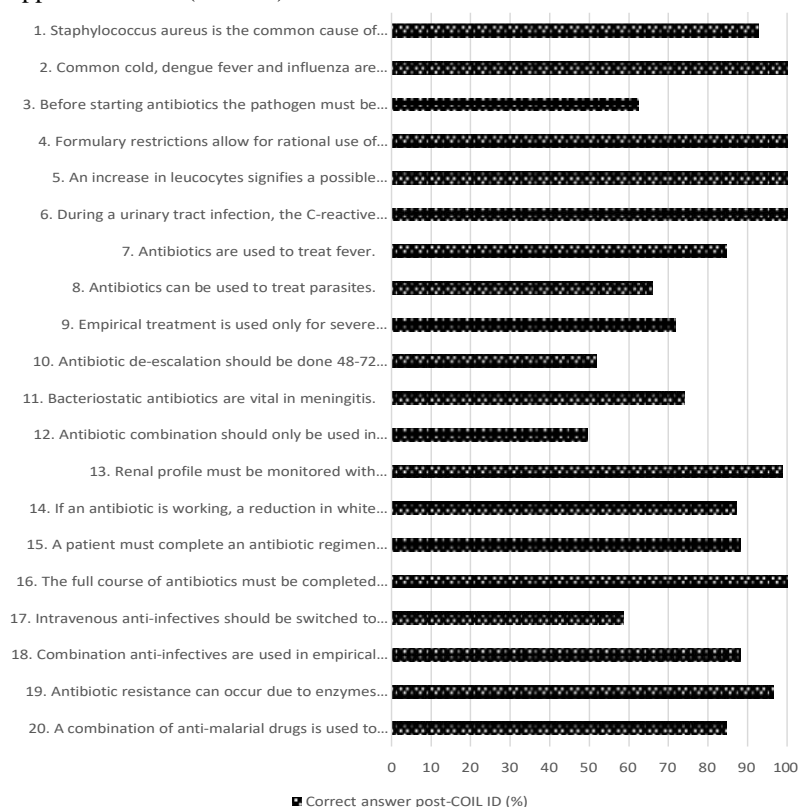 1. Staphylococcus aureus is the common cause of...
2. Common cold, dengue fever and influenza are...
3. Before starting antibiotics the pathogen must be...
4. Formulary restrictions allow for rational use of...
5. An increase in leucocytes signifies a possible...
6. During a urinary tract infection, the C-reactive...
7. Antibiotics are used to treat fever.
8. Antibiotics can be used to treat parasites.
9. Empirical treatment is used only for severe...
10. Antibiotic de-escalation should be done 48-72...
11. Bacteriostatic antibiotics are vital in meningitis.
12. Antibiotic combination should only be used in...
13. Renal profile must be monitored with...
14. If an antibiotic is working, a reduction in white...
15. A patient must complete an antibiotic regimen...
16. The full course of antibiotics must be completed...
17. Intravenous anti-infectives should be switched to...
18. Combination anti-infectives are used in empirical...
19. Antibiotic resistance can occur due to enzymes...
20. A combination of anti-malarial drugs is used to...
0 10 20 30 40 50 60 70 80 90 100
Correct answer post-COIL ID (%)